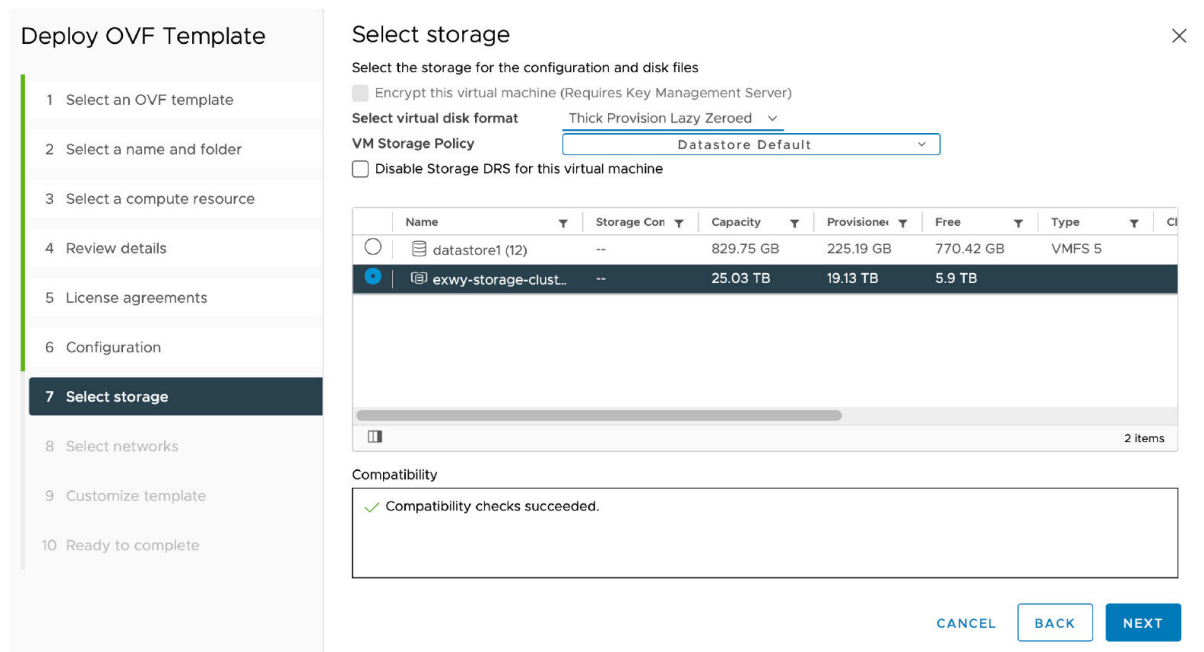 Deploy OVF Template
1 Select an OVF template
2 Select a name and folder
3 Select a compute resource
4 Review details
5 License agreements
6 Configuration
7 Select storage
8 Select networks
9 Customize template
10 Ready to complete
Select storage
Select the storage for the configuration and disk files
Encrypt this virtual machine (Requires Key Management Server)
Select virtual disk format Thick Provision Lazy Zeroed
VM Storage Policy Datastore Default
Disable Storage DRS for this virtual machine
Name Storage Con Capacity Provisione Free Type
datastore1 (12) -- 829.75 GB 225.19 GB 770.42 GB VMFS 5
exwy-storage-clust... -- 25.03 TB 19.13 TB 5.9 TB
2 items
Compatibility
Compatibility checks succeeded.
CANCEL BACK NEXT